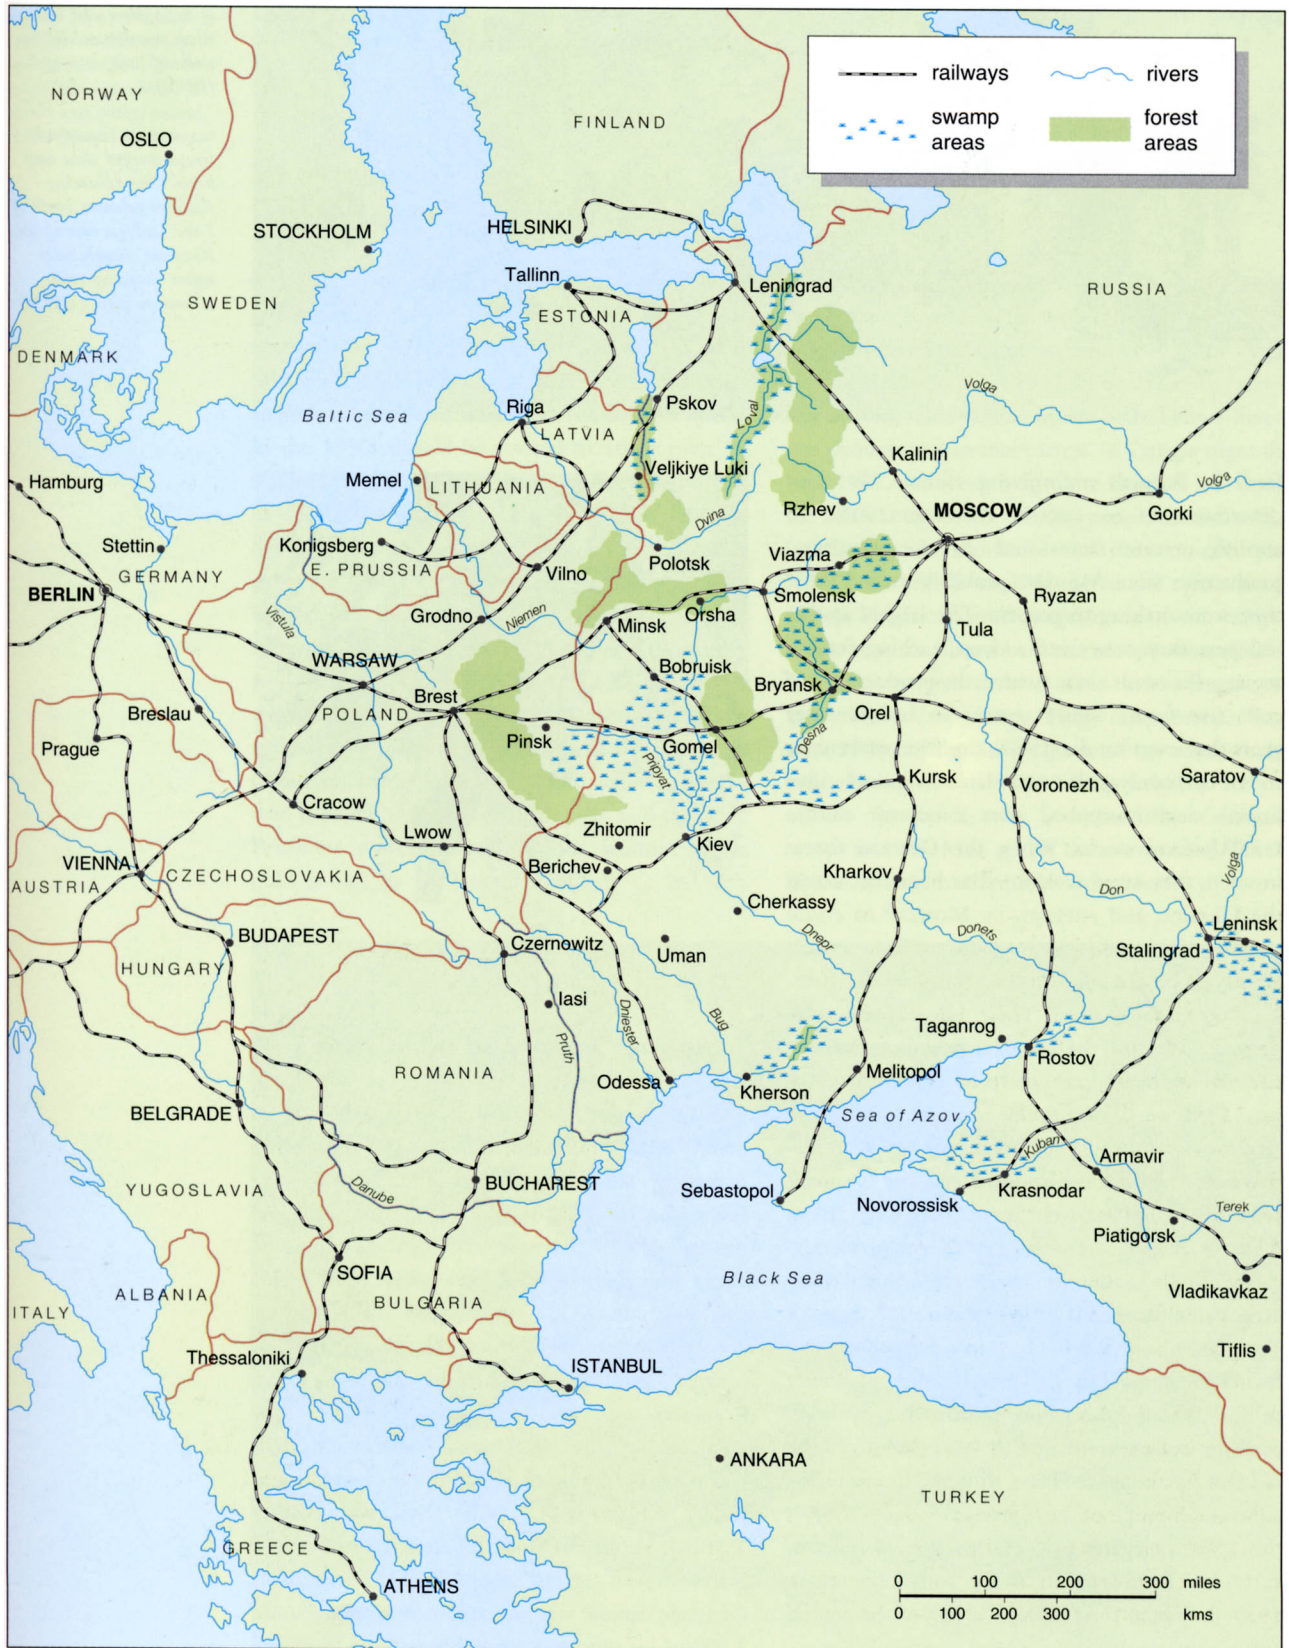 railways
rivers
swamp
areas
forest
areas
NORWAY
OSLO
FINLAND
STOCKHOLM
HELSINKI
Tallinn
Leningrad
SWEDEN
RUSSIA
ESTONIA
DENMARK
Volga
Baltic Sea
Riga
Pskov
Loval
LATVIA
Kalinin
Veljkiye Luki
Hamburg
Memel
LITHUANIA
Volga
Rzhev
MOSCOW
Gorki
Dvina
Stettin
Konigsberg
Viazma
E. PRUSSIA
Polotsk
GERMANY
Vilno
BERLIN
Smolensk
Ryazan
Vistula
Grodno
Niemen
Orsha
Minsk
Tula
WARSAW
Bobruisk
Brest
Bryansk
Breslau
POLAND
Orel
Prague
Pinsk
Gomel
Desna
Pripyat
Kursk
Saratov
Voronezh
Cracow
Lwow
Zhitomir
Kiev
VIENNA
Berichev
Kharkov
Volga
AUSTRIA
CZECHOSLOVAKIA
Don
Cherkassy
Leninsk
BUDAPEST
Czernowitz
Dnepr
Donets
Stalingrad
Uman
HUNGARY
Iasi
Dniester
Bug
Taganrog
Pruth
Rostov
ROMANIA
Odessa
Melitopol
Kherson
BELGRADE
Sea of Azov
Kuban
Armavir
YUGOSLAVIA
Danube
BUCHAREST
Sebastopol
Krasnodar
Novorossisk
Terek
Piatigorsk
SOFIA
Black Sea
Vladikavkaz
ALBANIA
BULGARIA
ITALY
Tiflis
Thessaloniki
ISTANBUL
ANKARA
TURKEY
GREECE
ATHENS
0 100 200 300 miles
0 100 200 300 kms